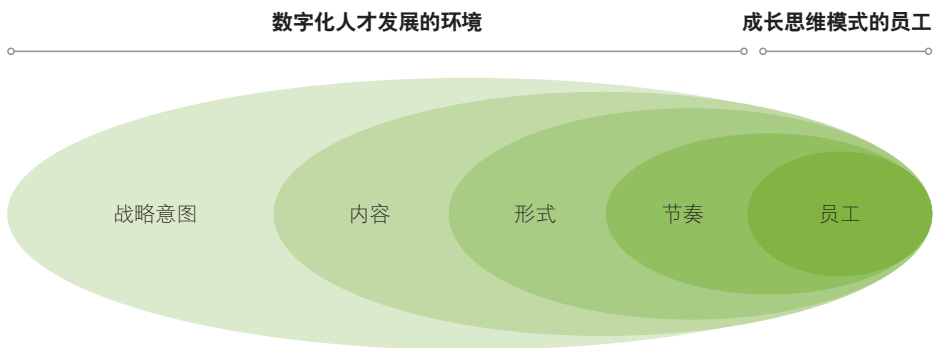 数字化人才发展的环境
成长思维模式的员工
战略意图
内容
形式
节奏
员工